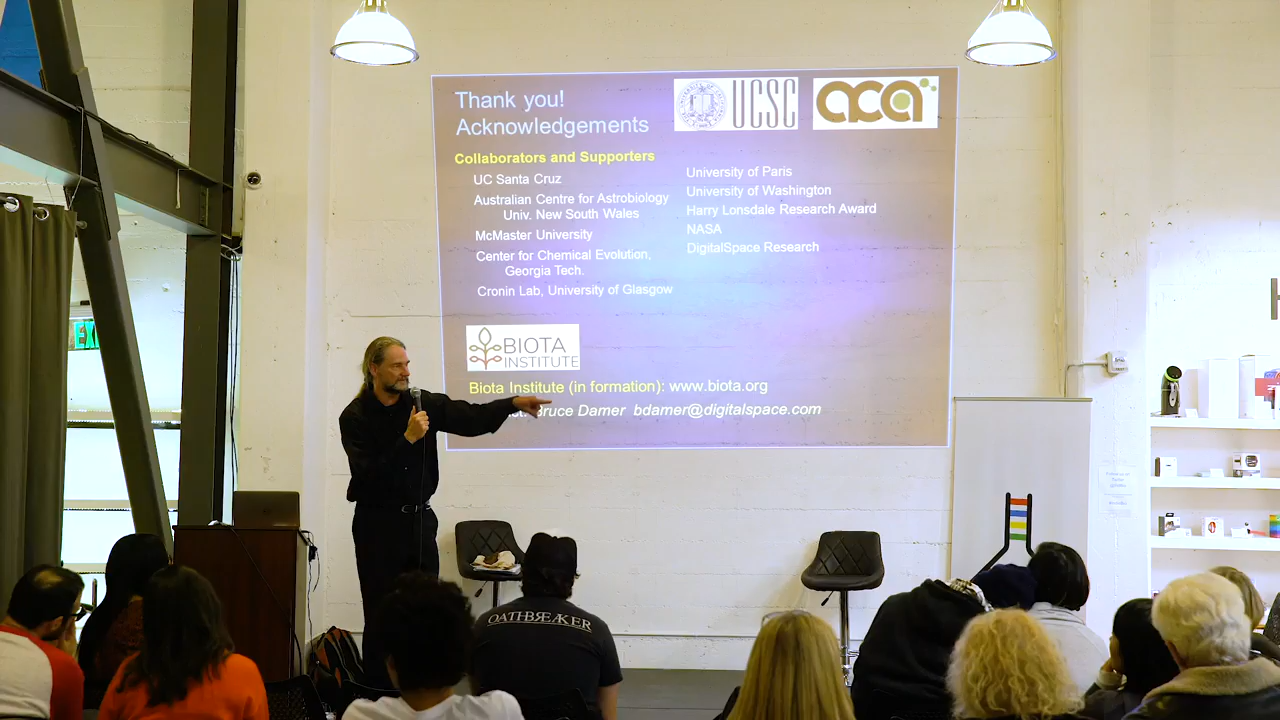 Thank you!
Acknowledgements
UCSC
aca
Collaborators and Supporters
UC Santa Cruz
Australian Centre for Astrobiology
Univ. New South Wales
McMaster University
Center for Chemical Evolution,
Georgia Tech.
Cronin Lab, University of Glasgow
University of Paris
University of Washington
Harry Lonsdale Research Award
NASA
DigitalSpace Research
BIOTA
INSTITUTE
Biota Institute (in formation): www.biota.org
Bruce Damer bdamer@digitalspace.com
OATHBREAKER